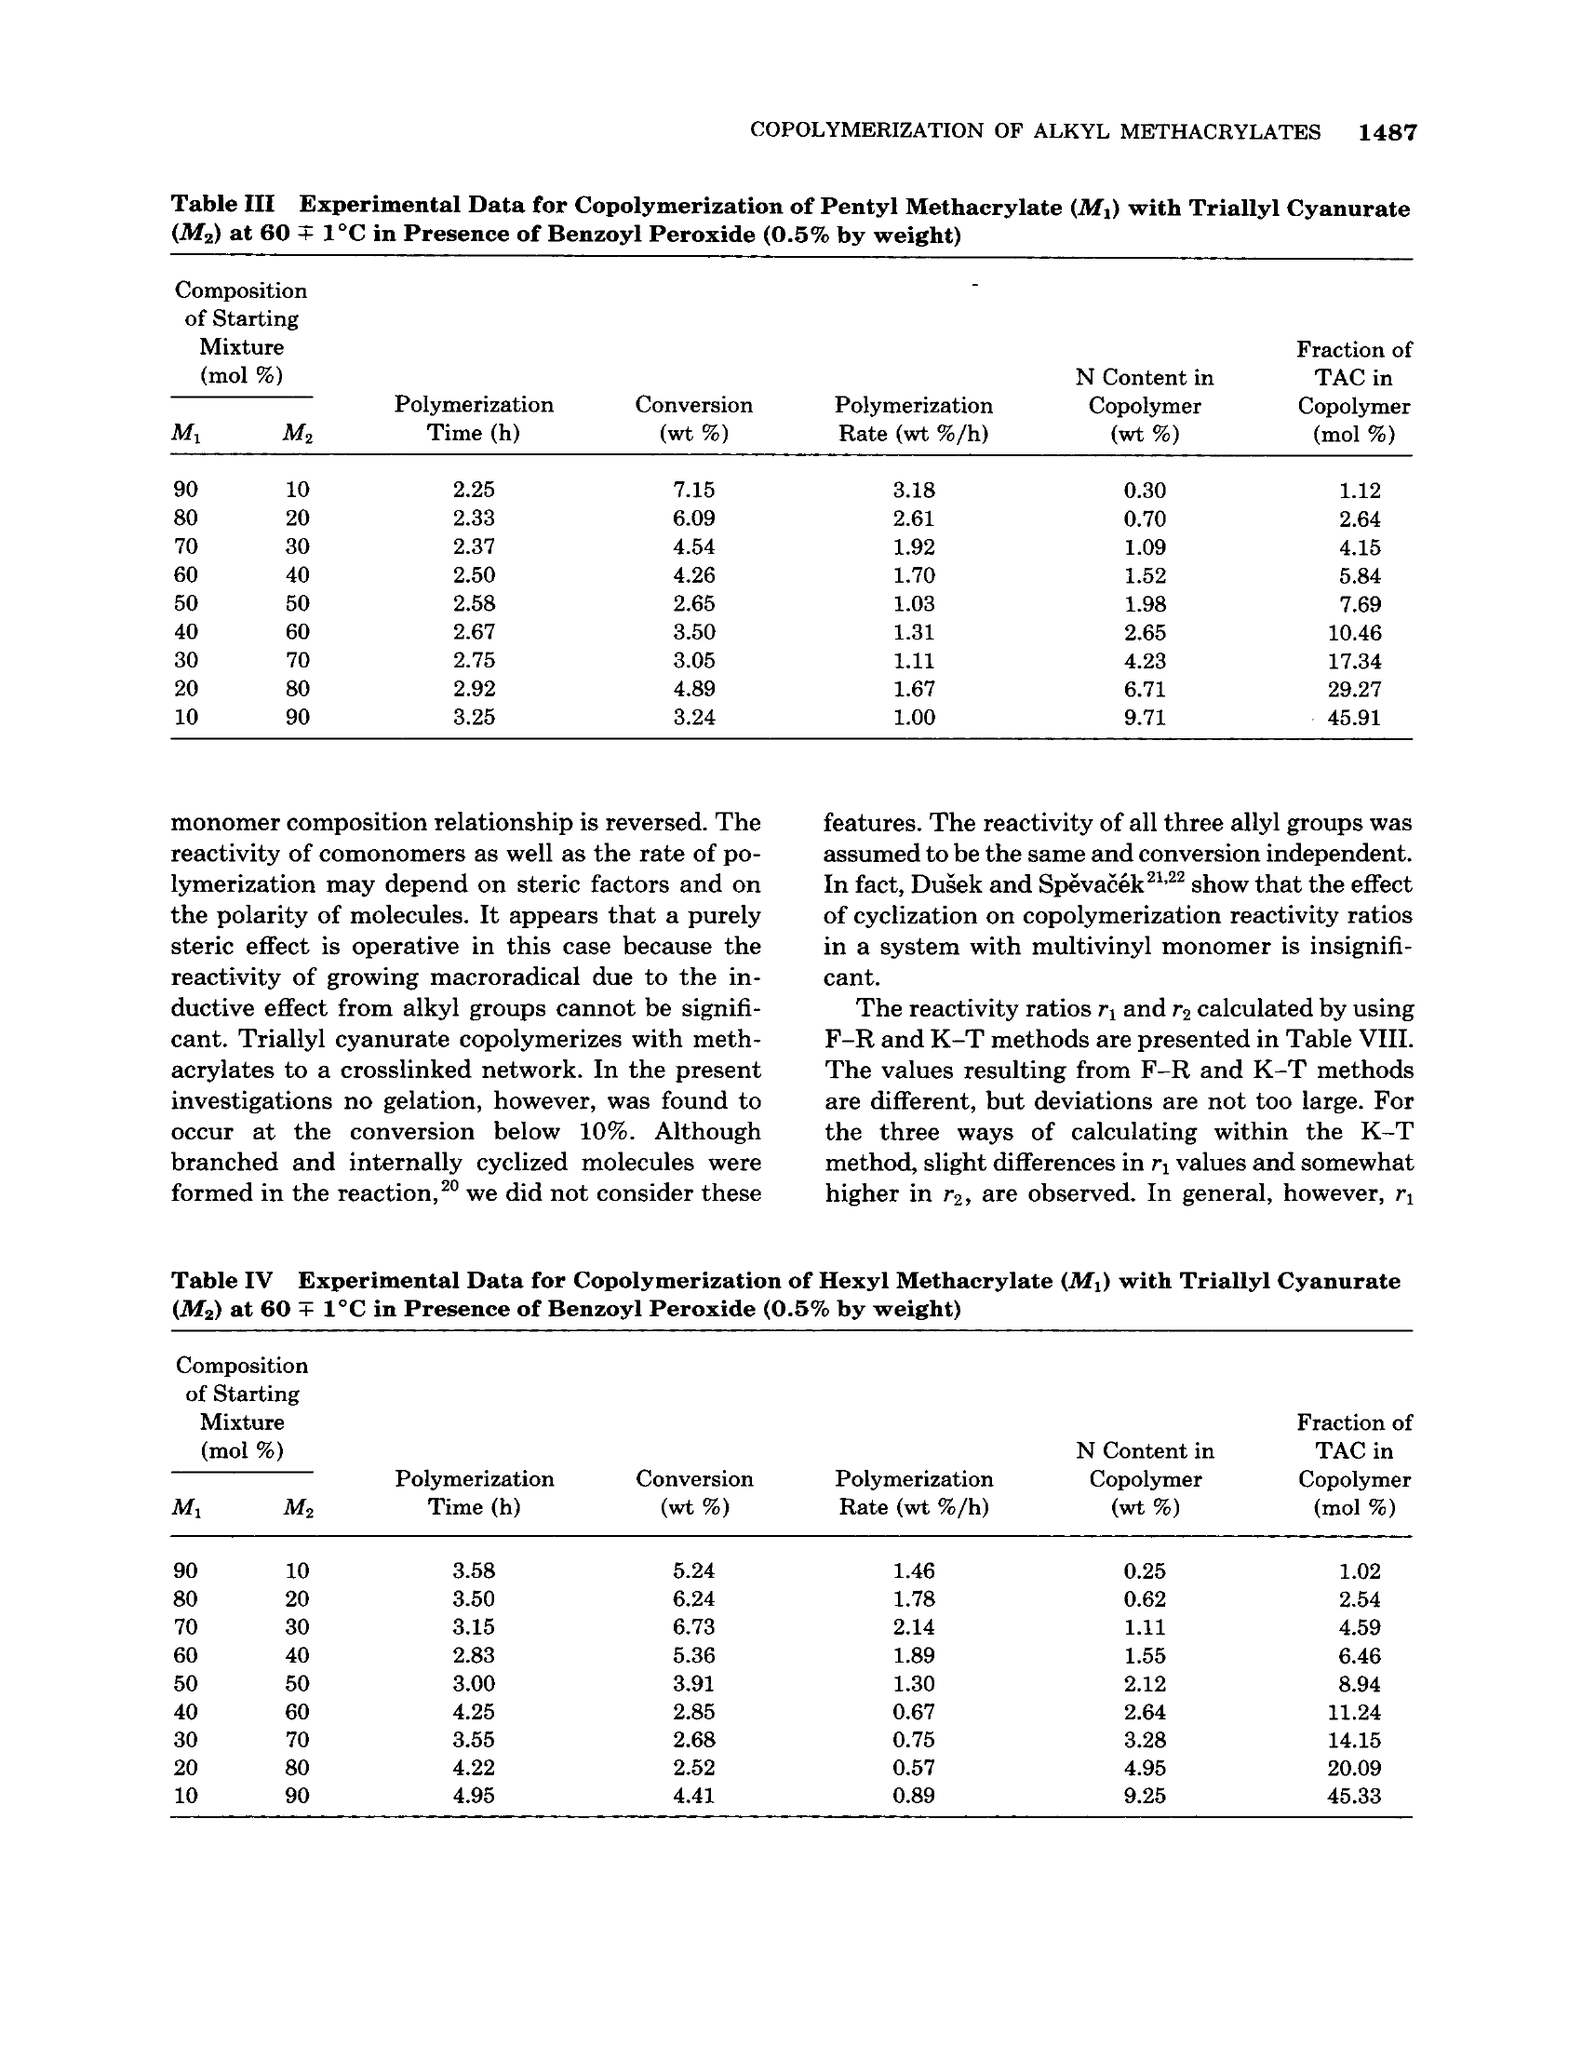 COPOLYMERIZATION OF ALKYL METHACRYLATES 1487
Table III Experimental Data for Copolymerization of Pentyl Methacrylate (M₁) with Triallyl Cyanurate
(M₂) at 60 ∓ 1°C in Presence of Benzoyl Peroxide (0.5% by weight)
Composition
of Starting
Mixture
(mol %)
M₁ M₂
Polymerization
Time (h)
Conversion
(wt %)
Polymerization
Rate (wt %/h)
N Content in
Copolymer
(wt %)
Fraction of
TAC in
Copolymer
(mol %)
90 10 2.25 7.15 3.18 0.30 1.12
80 20 2.33 6.09 2.61 0.70 2.64
70 30 2.37 4.54 1.92 1.09 4.15
60 40 2.50 4.26 1.70 1.52 5.84
50 50 2.58 2.65 1.03 1.98 7.69
40 60 2.67 3.50 1.31 2.65 10.46
30 70 2.75 3.05 1.11 4.23 17.34
20 80 2.92 4.89 1.67 6.71 29.27
10 90 3.25 3.24 1.00 9.71 45.91
monomer composition relationship is reversed. The
reactivity of comonomers as well as the rate of po-
lymerization may depend on steric factors and on
the polarity of molecules. It appears that a purely
steric effect is operative in this case because the
reactivity of growing macroradical due to the in-
ductive effect from alkyl groups cannot be signifi-
cant. Triallyl cyanurate copolymerizes with meth-
acrylates to a crosslinked network. In the present
investigations no gelation, however, was found to
occur at the conversion below 10%. Although
branched and internally cyclized molecules were
formed in the reaction,²⁰ we did not consider these
features. The reactivity of all three allyl groups was
assumed to be the same and conversion independent.
In fact, Dušek and Spěvačék²¹,²² show that the effect
of cyclization on copolymerization reactivity ratios
in a system with multivinyl monomer is insignifi-
cant.
The reactivity ratios r₁ and r₂ calculated by using
F–R and K–T methods are presented in Table VIII.
The values resulting from F–R and K–T methods
are different, but deviations are not too large. For
the three ways of calculating within the K–T
method, slight differences in r₁ values and somewhat
higher in r₂, are observed. In general, however, r₁
Table IV Experimental Data for Copolymerization of Hexyl Methacrylate (M₁) with Triallyl Cyanurate
(M₂) at 60 ∓ 1°C in Presence of Benzoyl Peroxide (0.5% by weight)
Composition
of Starting
Mixture
(mol %)
M₁ M₂
Polymerization
Time (h)
Conversion
(wt %)
Polymerization
Rate (wt %/h)
N Content in
Copolymer
(wt %)
Fraction of
TAC in
Copolymer
(mol %)
90 10 3.58 5.24 1.46 0.25 1.02
80 20 3.50 6.24 1.78 0.62 2.54
70 30 3.15 6.73 2.14 1.11 4.59
60 40 2.83 5.36 1.89 1.55 6.46
50 50 3.00 3.91 1.30 2.12 8.94
40 60 4.25 2.85 0.67 2.64 11.24
30 70 3.55 2.68 0.75 3.28 14.15
20 80 4.22 2.52 0.57 4.95 20.09
10 90 4.95 4.41 0.89 9.25 45.33